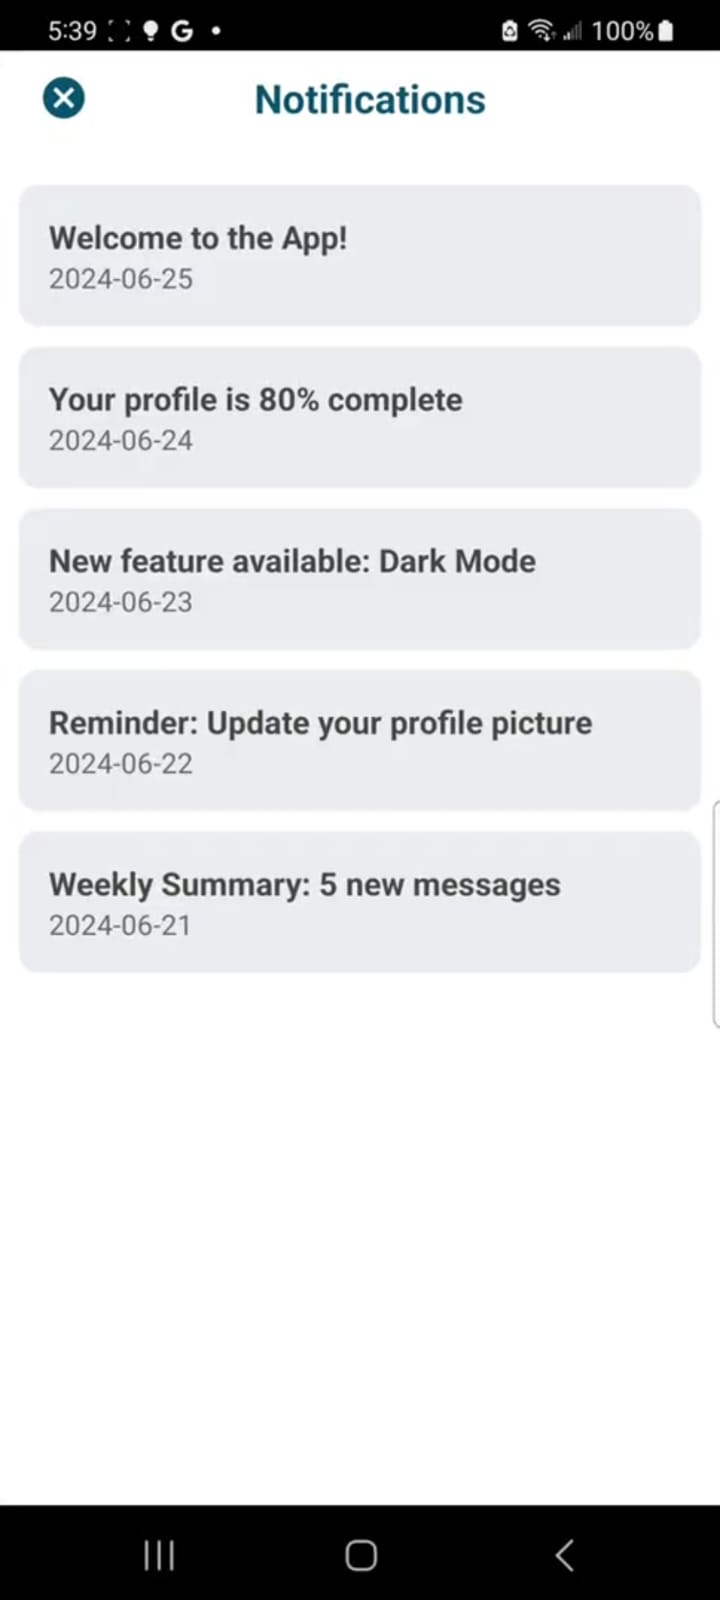 5:39 G 100%
Notifications
Welcome to the App!
2024-06-25
Your profile is 80% complete
2024-06-24
New feature available: Dark Mode
2024-06-23
Reminder: Update your profile picture
2024-06-22
Weekly Summary: 5 new messages
2024-06-21